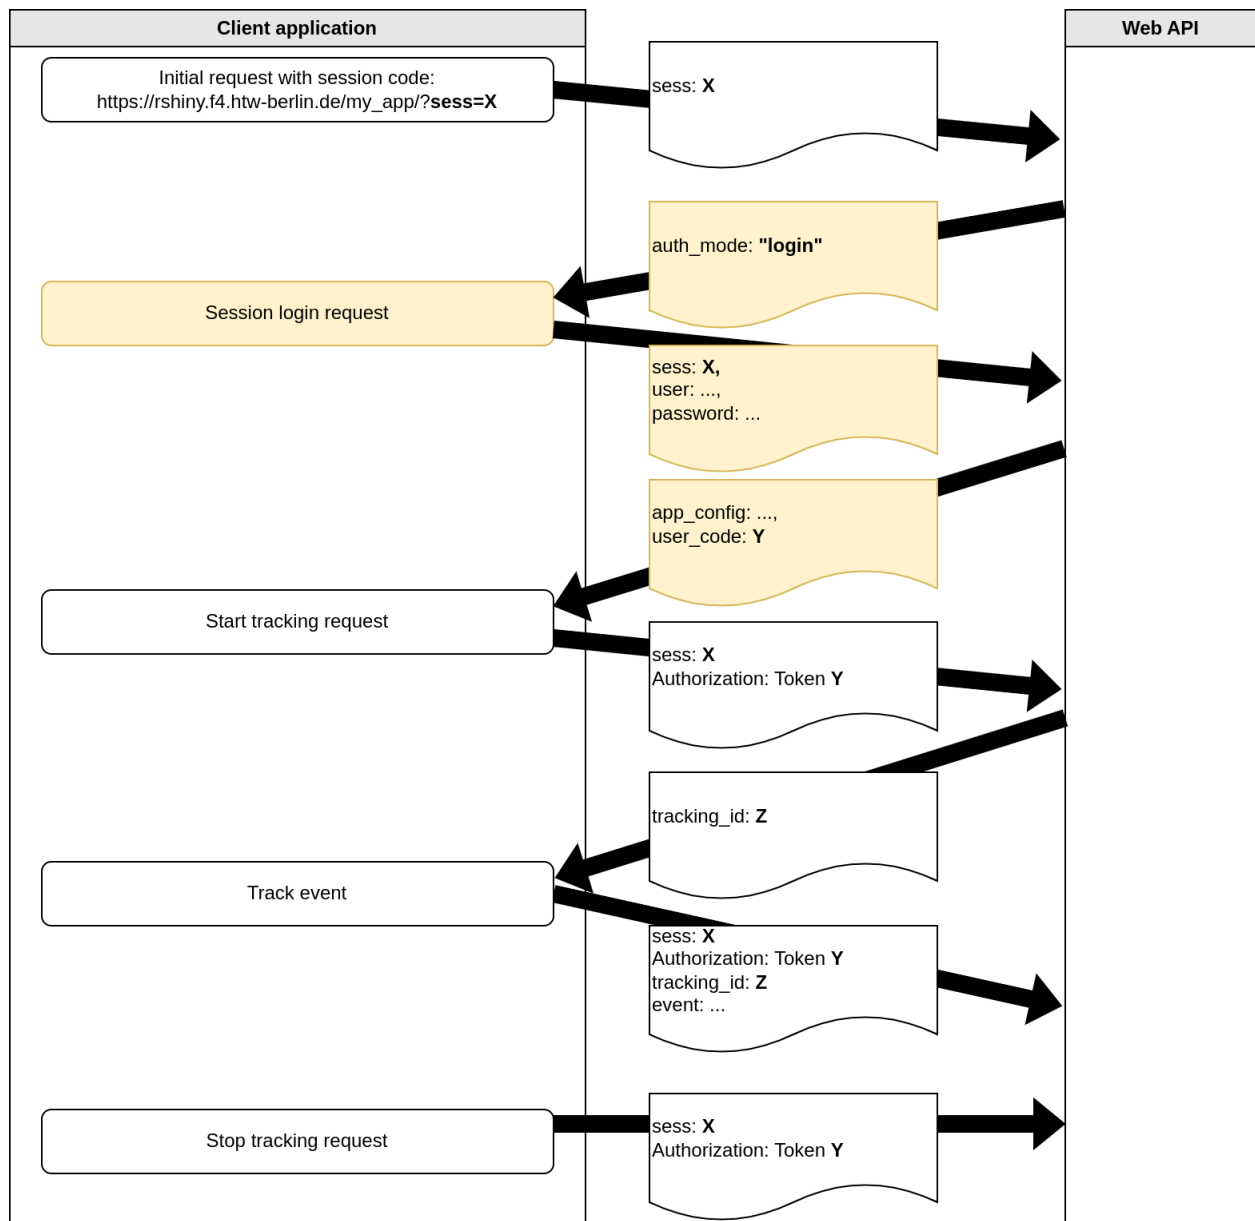 Client application
Web API
Initial request with session code:
https://rshiny.f4.htw-berlin.de/my_app/?sess=X
sess: X
auth_mode: "login"
Session login request
sess: X,
user: ...,
password: ...
app_config: ...,
user_code: Y
Start tracking request
sess: X
Authorization: Token Y
tracking_id: Z
Track event
sess: X
Authorization: Token Y
tracking_id: Z
event: ...
Stop tracking request
sess: X
Authorization: Token Y